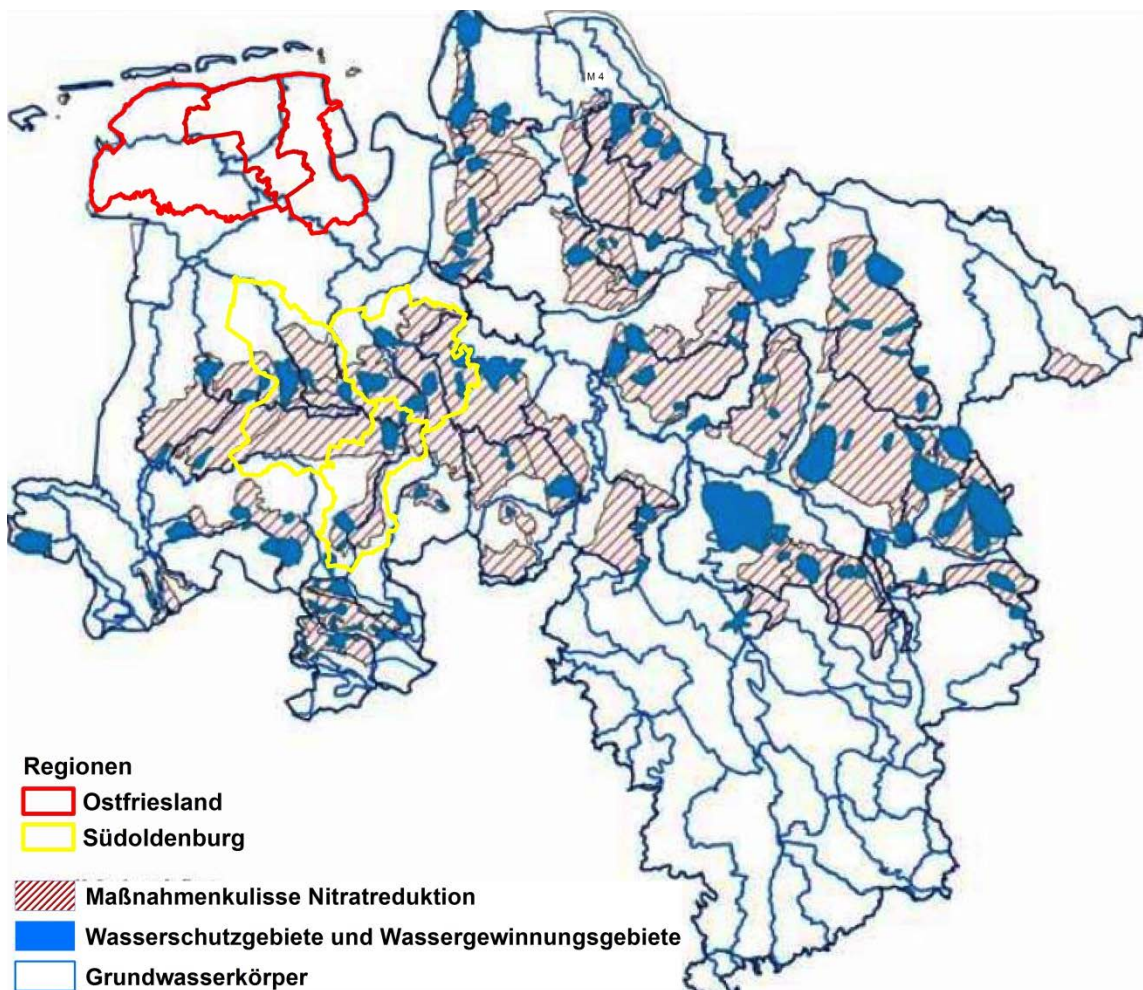 M 4
Regionen
Ostfriesland
Südoldenburg
Maßnahmenkulisse Nitratreduktion
Wasserschutzgebiete und Wassergewinnungsgebiete
Grundwasserkörper